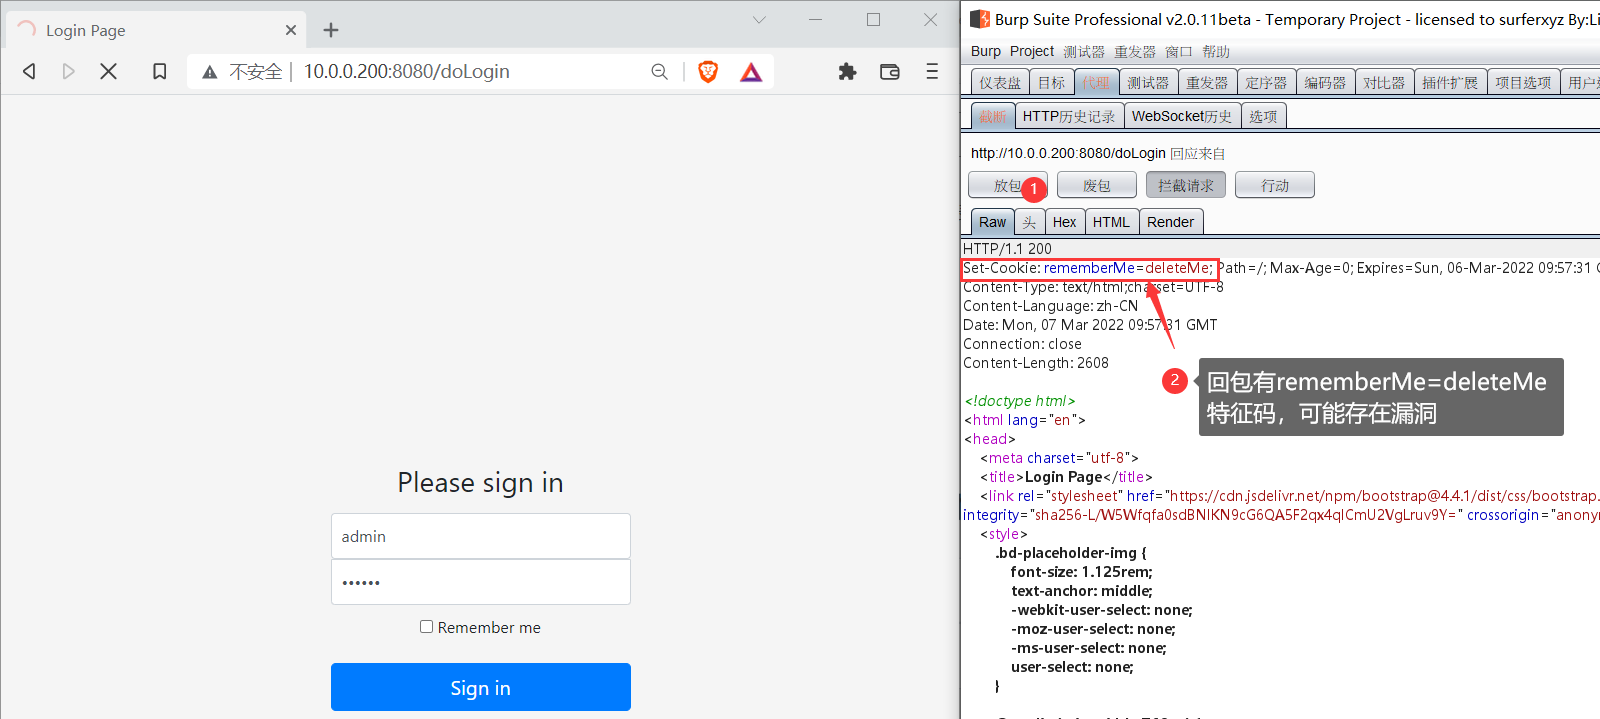 Login Page
不安全 | 10.0.0.200:8080/doLogin
Please sign in
admin
••••••
Remember me
Sign in
Burp Suite Professional v2.0.11beta - Temporary Project - licensed to surferxyz By:Li
Burp Project 测试器 重发器 窗口 帮助
仪表盘 目标 代理 测试器 重发器 定序器 编码器 对比器 插件扩展 项目选项 用户
截断 HTTP历史记录 WebSocket历史 选项
http://10.0.0.200:8080/doLogin 回应来自
放包 废包 拦截请求 行动
1
Raw 头 Hex HTML Render
HTTP/1.1 200
Set-Cookie: rememberMe=deleteMe; Path=/; Max-Age=0; Expires=Sun, 06-Mar-2022 09:57:31 G
Content-Type: text/html;charset=UTF-8
Content-Language: zh-CN
Date: Mon, 07 Mar 2022 09:57:31 GMT
Connection: close
Content-Length: 2608
2
回包有rememberMe=deleteMe
特征码，可能存在漏洞
<!doctype html>
<html lang="en">
<head>
<meta charset="utf-8">
<title>Login Page</title>
<link rel="stylesheet" href="https://cdn.jsdelivr.net/npm/bootstrap@4.4.1/dist/css/bootstrap.
integrity="sha256-L/W5Wfqfa0sdBNIKN9cG6QA5F2qx4qICmU2VgLruv9Y=" crossorigin="anony
<style>
.bd-placeholder-img {
font-size: 1.125rem;
text-anchor: middle;
-webkit-user-select: none;
-moz-user-select: none;
-ms-user-select: none;
user-select: none;
}